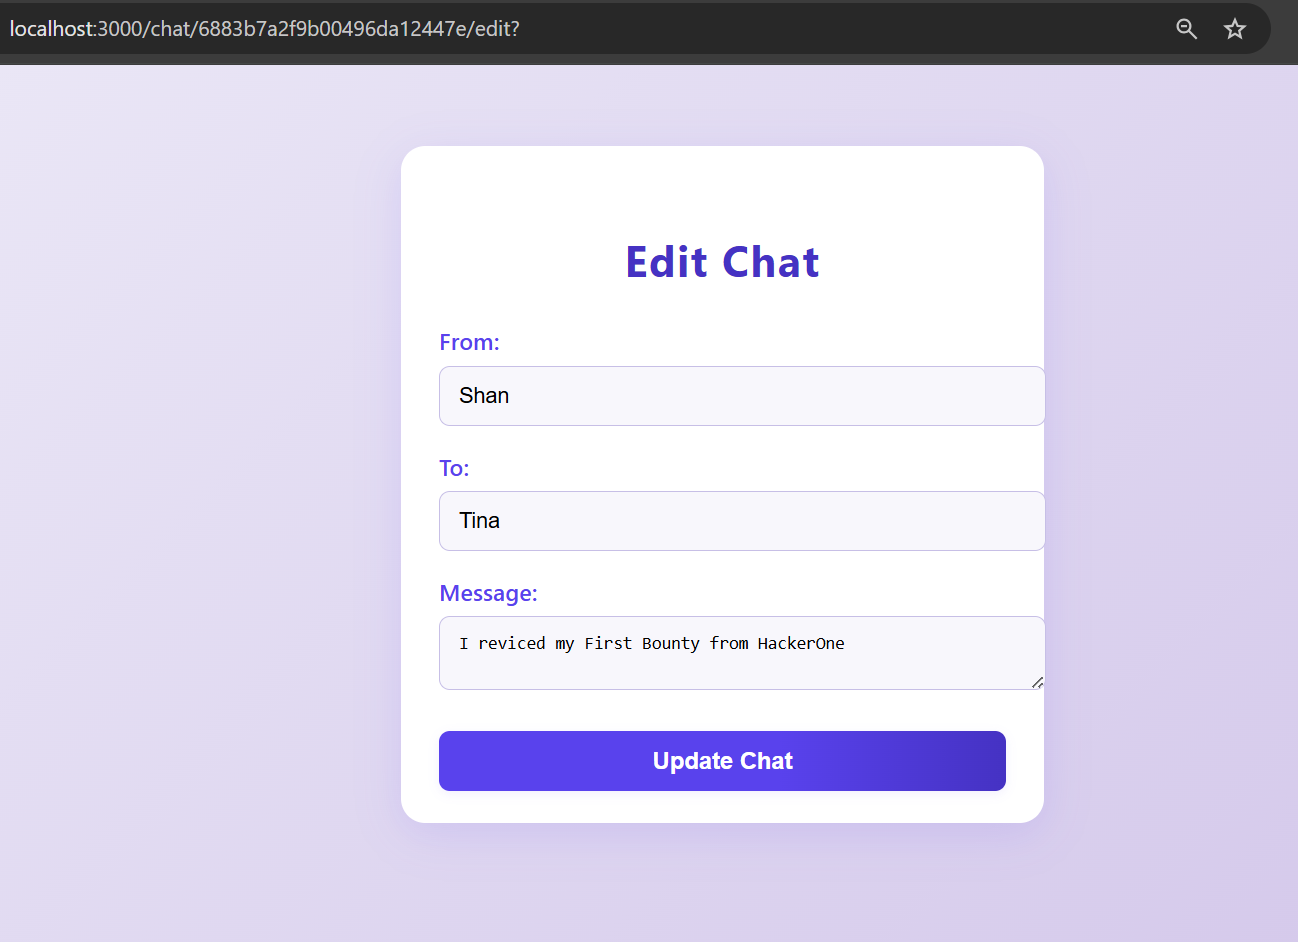 localhost:3000/chat/6883b7a2f9b00496da12447e/edit?
Edit Chat
From:
Shan
To:
Tina
Message:
I reviced my First Bounty from HackerOne
Update Chat